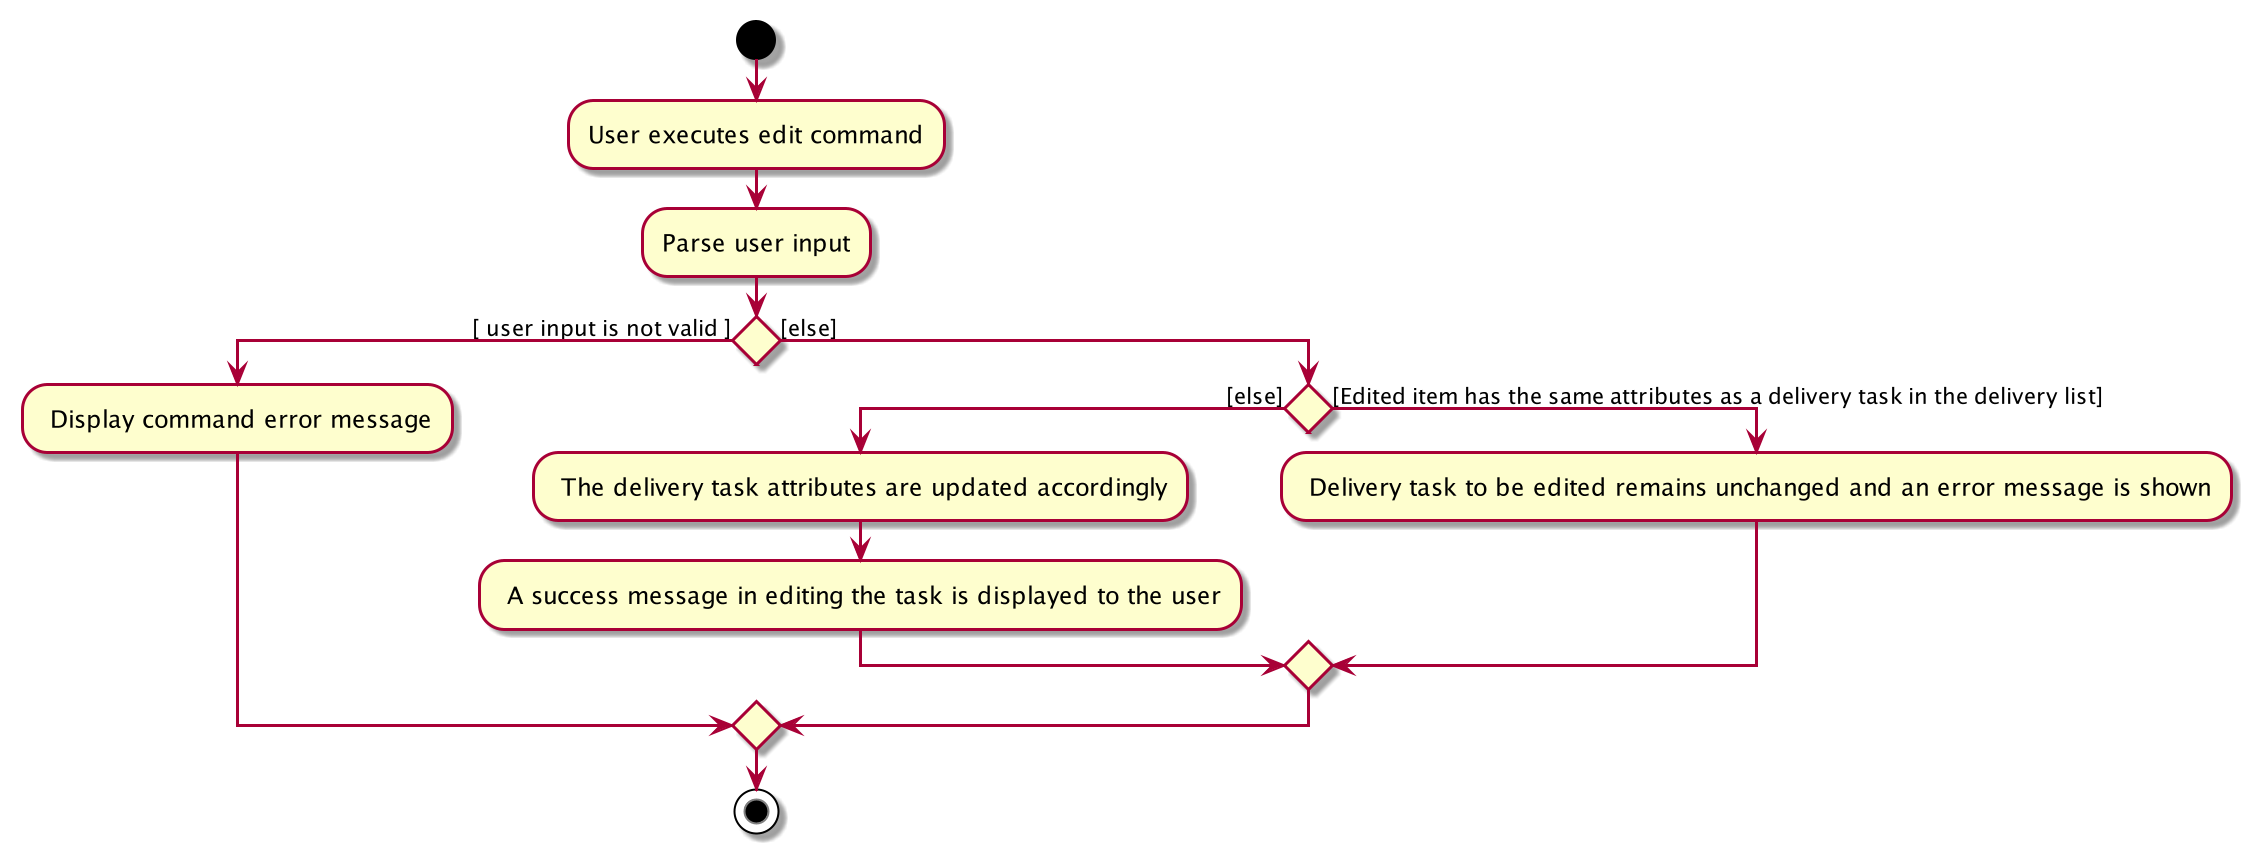 User executes edit command
Parse user input
[ user input is not valid ]
[else]
Display command error message
[else]
[Edited item has the same attributes as a delivery task in the delivery list]
The delivery task attributes are updated accordingly
Delivery task to be edited remains unchanged and an error message is shown
A success message in editing the task is displayed to the user